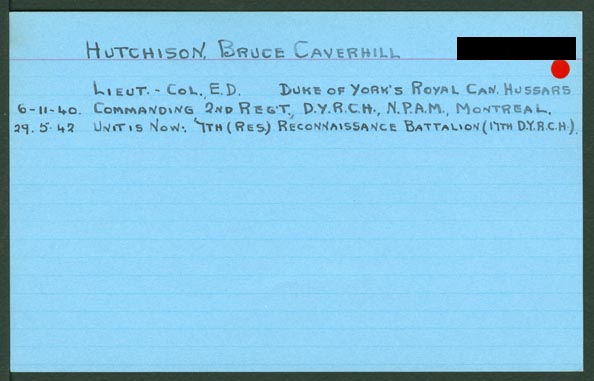 HUTCHISON, BRUCE CAVERHILL
LIEUT. - COL., E.D. DUKE OF YORK'S ROYAL CAN. HUSSARS
6-11-40. COMMANDING 2ND REG'T., D.Y.R.C.H., N.P.A.M., MONTREAL.
29.5.42 UNIT IS NOW: 7TH (RES) RECONNAISSANCE BATTALION (17TH D.Y.R.C.H.).